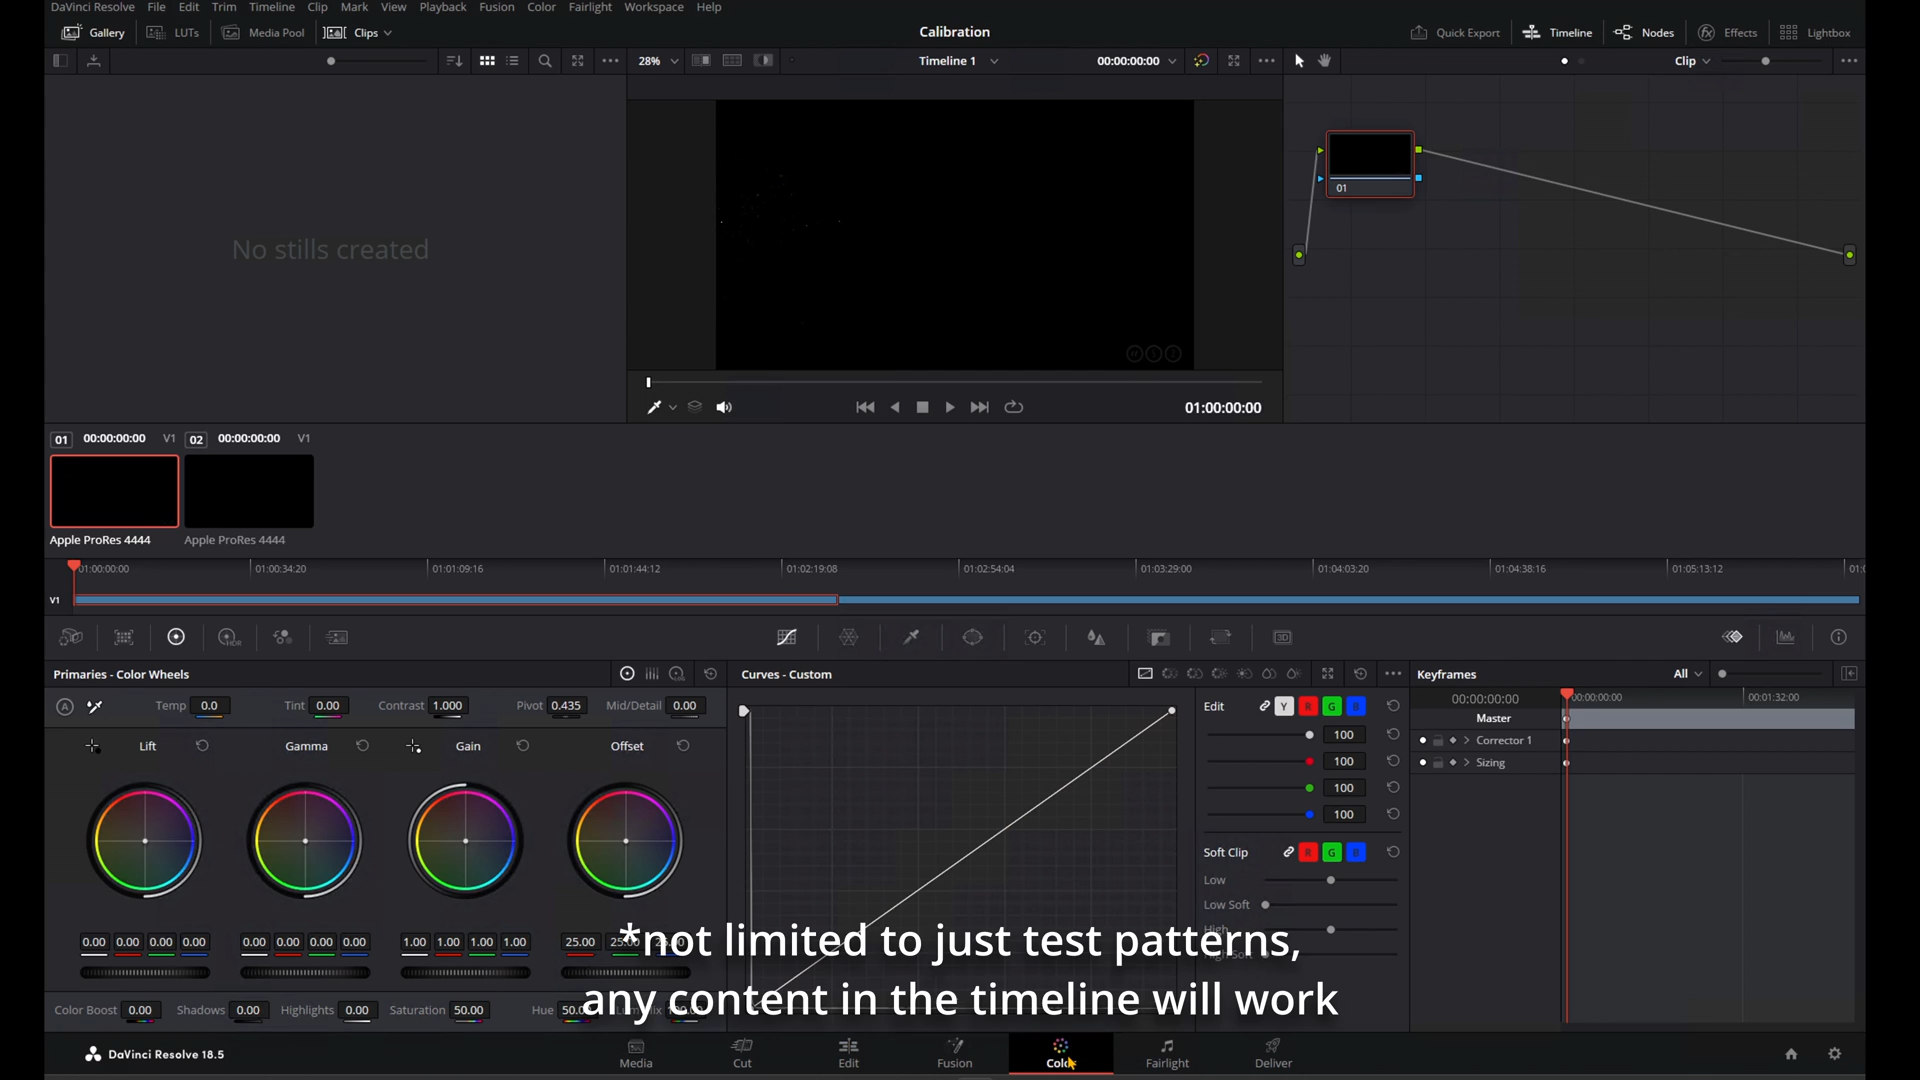 DaVinci Resolve File Edit Trim Timeline Clip Mark View Playback Fusion Color Fairlight Workspace Help
Gallery LUTs Media Pool Clips Calibration Quick Export Timeline Nodes Effects Lightbox
28% Timeline 1 00:00:00:00 Clip
No stills created
01
01:00:00:00
01 00:00:00:00 V1 02 00:00:00:00 V1
Apple ProRes 4444 Apple ProRes 4444
01:00:00:00 01:00:34:20 01:01:09:16 01:01:44:12 01:02:19:08 01:02:54:04 01:03:29:00 01:04:03:20 01:04:38:16 01:05:13:12
V1
HDR 3D
Primaries - Color Wheels Curves - Custom Keyframes All
Temp 0.0 Tint 0.00 Contrast 1.000 Pivot 0.435 Mid/Detail 0.00 Edit Y R G B 00:00:00:00 00:00:00:00 00:01:32:00
Master
Lift Gamma Gain Offset 100 Corrector 1
100 Sizing
100
100
Soft Clip R G B
Low
Low Soft
High
0.00 0.00 0.00 0.00 0.00 0.00 0.00 0.00 1.00 1.00 1.00 1.00 25.00
*not limited to just test patterns,
any content in the timeline will work
Color Boost 0.00 Shadows 0.00 Highlights 0.00 Saturation 50.00 Hue
DaVinci Resolve 18.5 Media Cut Edit Fusion Color Fairlight Deliver